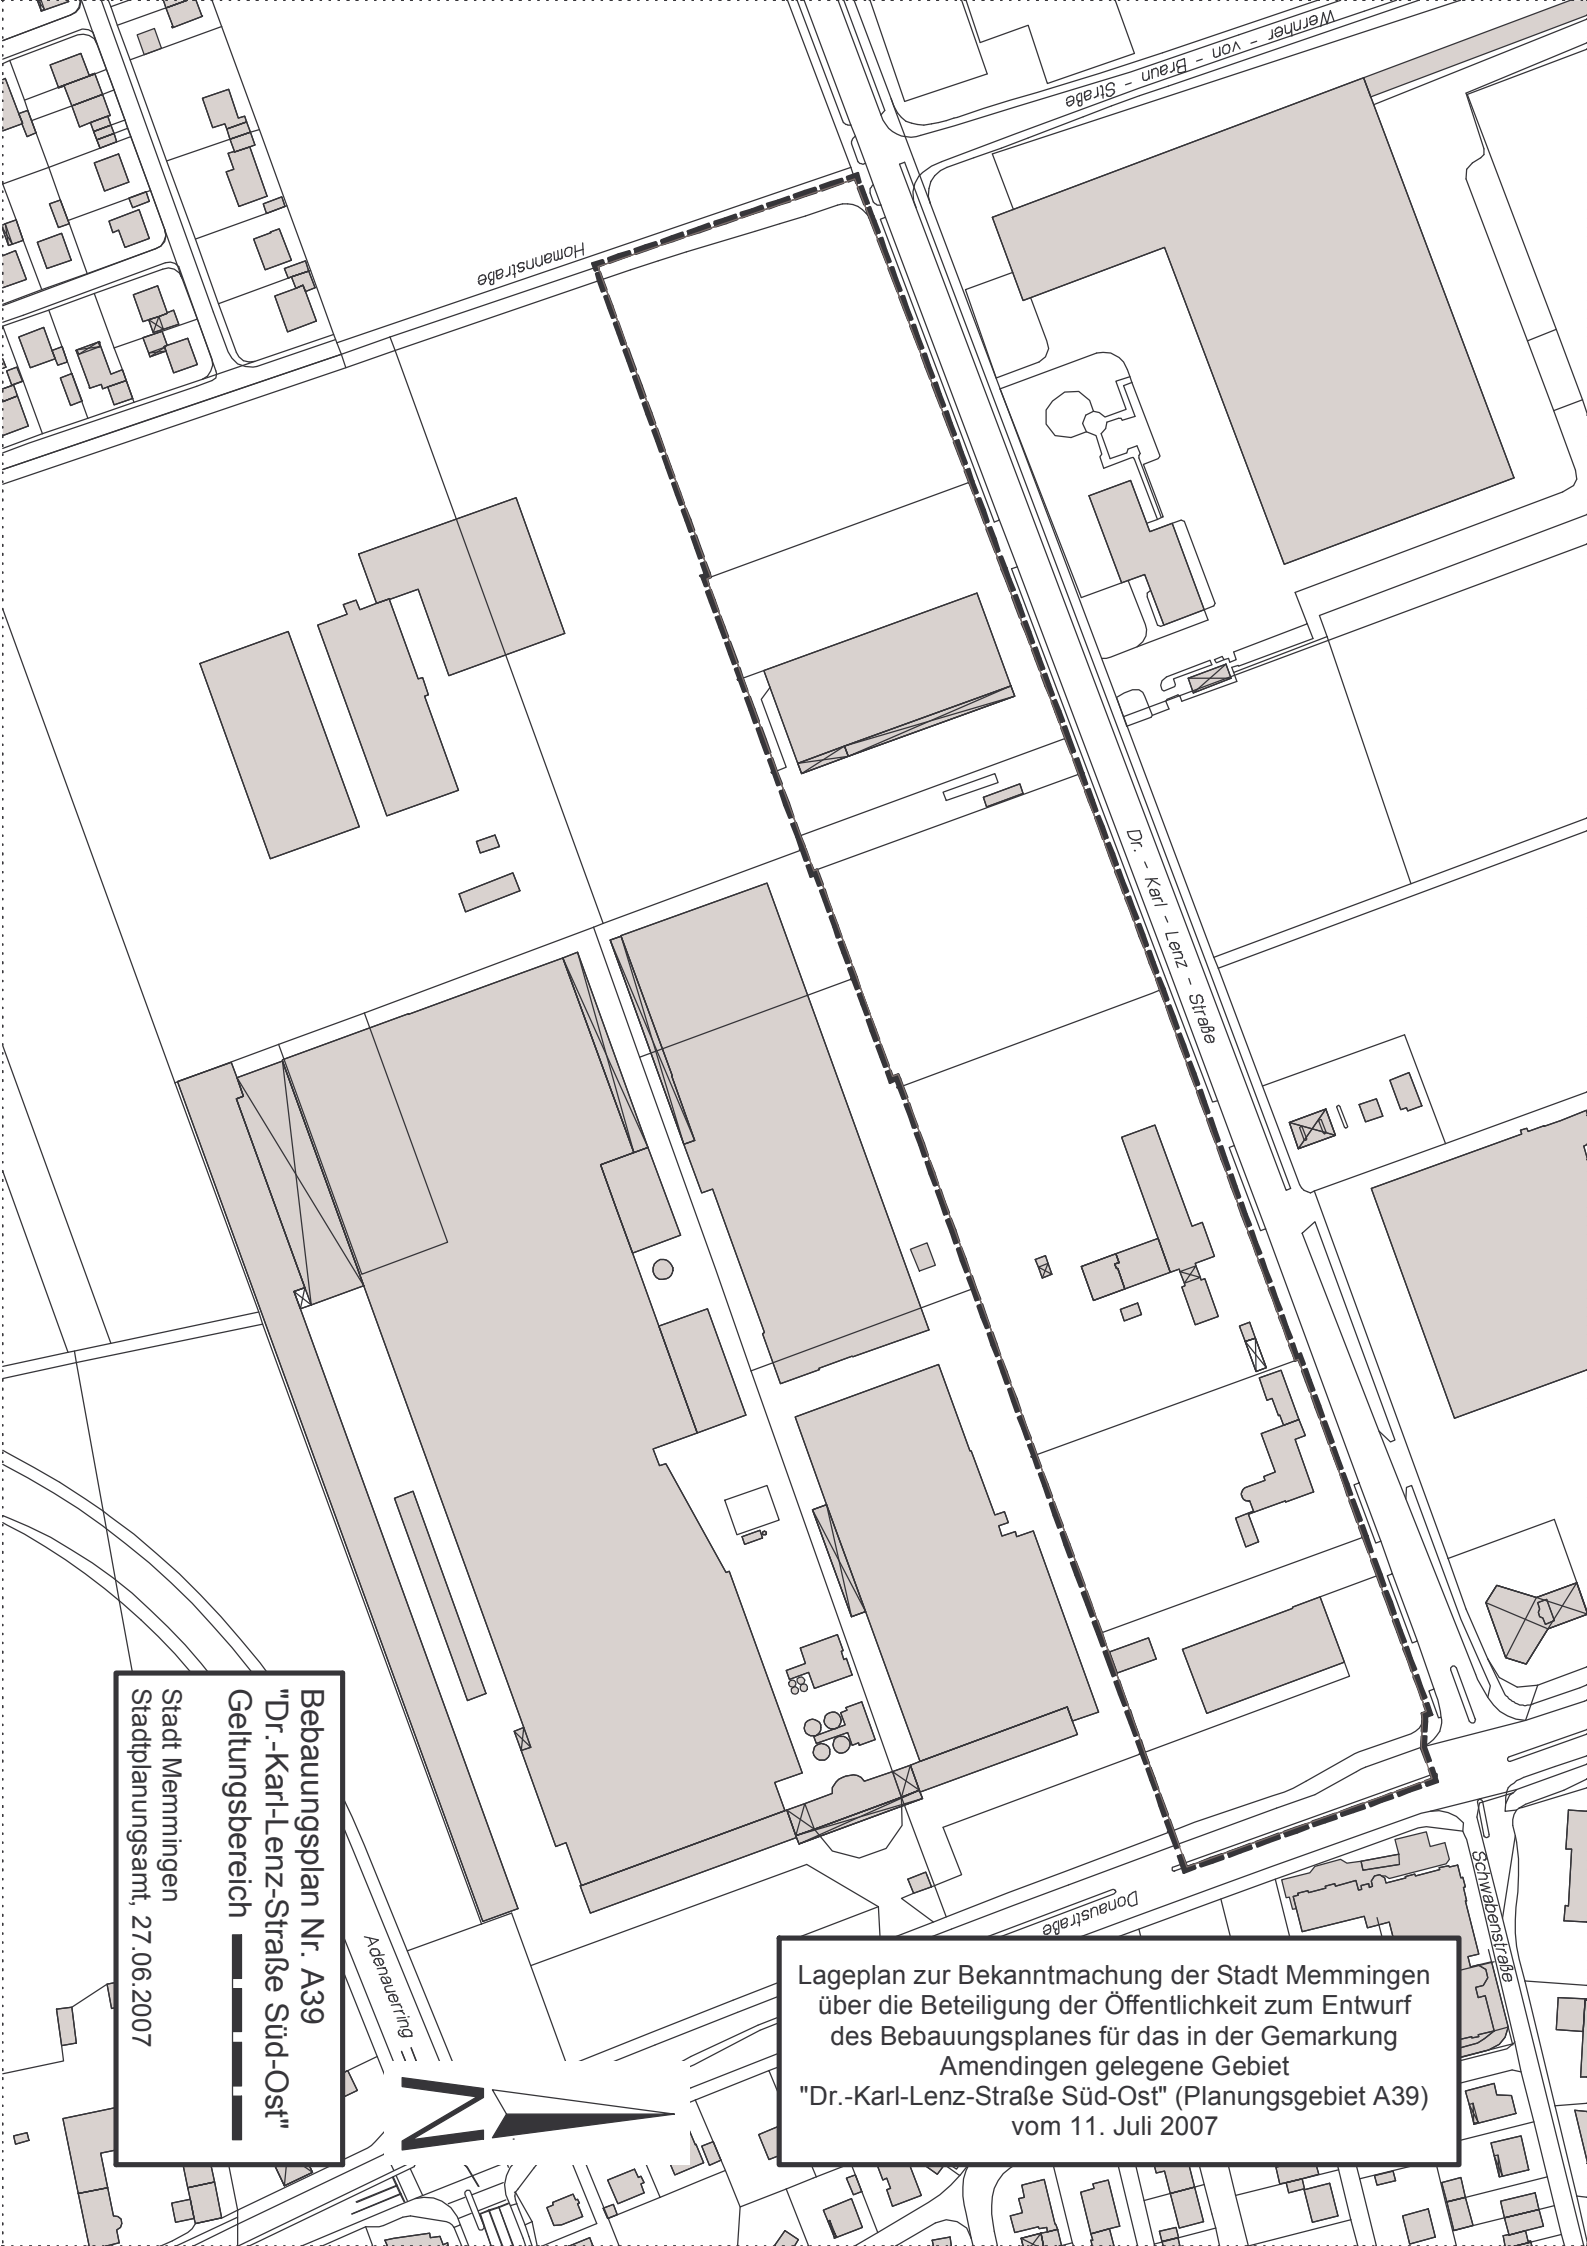 Wernher - von - Braun - Straße
Homannstraße
Dr. - Karl - Lenz - Straße
Donaustraße
Schwabenstraße
Adenauerring -
Bebauungsplan Nr. A39
"Dr.-Karl-Lenz-Straße Süd-Ost"
Geltungsbereich
Stadt Memmingen
Stadtplanungsamt, 27.06.2007
N
Lageplan zur Bekanntmachung der Stadt Memmingen
über die Beteiligung der Öffentlichkeit zum Entwurf
des Bebauungsplanes für das in der Gemarkung
Amendingen gelegene Gebiet
"Dr.-Karl-Lenz-Straße Süd-Ost" (Planungsgebiet A39)
vom 11. Juli 2007